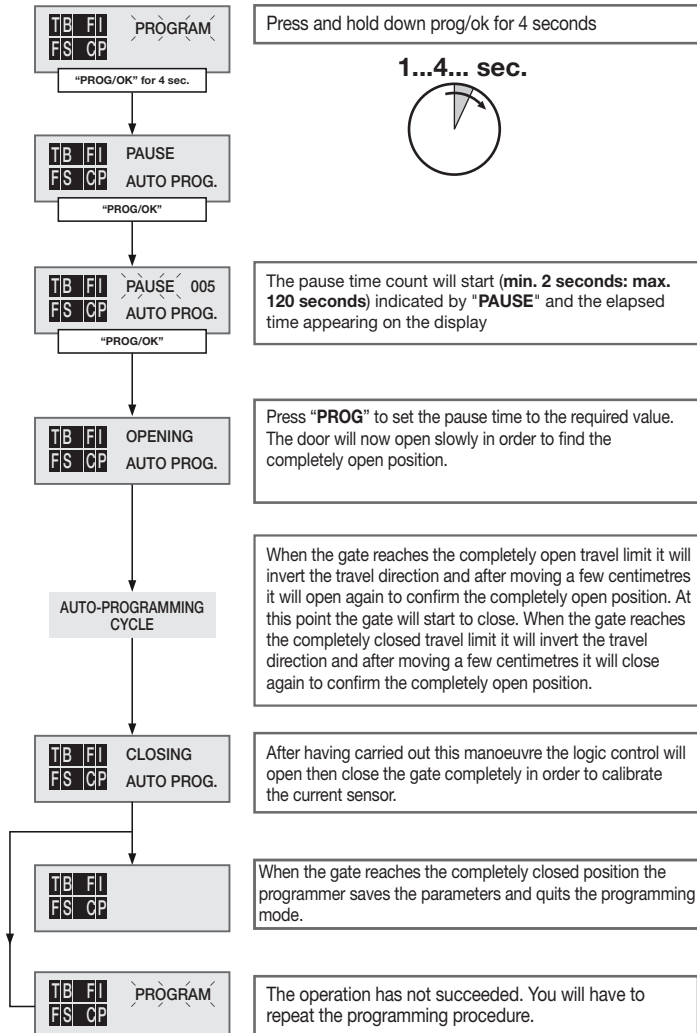 TB FI PROGRAM
FS CP
"PROG/OK" for 4 sec.
Press and hold down prog/ok for 4 seconds
1...4... sec.
TB FI PAUSE
FS CP AUTO PROG.
"PROG/OK"
TB FI PAUSE 005
FS CP AUTO PROG.
"PROG/OK"
The pause time count will start (min. 2 seconds: max.
120 seconds) indicated by "PAUSE" and the elapsed
time appearing on the display
TB FI OPENING
FS CP AUTO PROG.
Press “PROG” to set the pause time to the required value.
The door will now open slowly in order to find the
completely open position.
AUTO-PROGRAMMING
CYCLE
When the gate reaches the completely open travel limit it will
invert the travel direction and after moving a few centimetres
it will open again to confirm the completely open position. At
this point the gate will start to close. When the gate reaches
the completely closed travel limit it will invert the travel
direction and after moving a few centimetres it will close
again to confirm the completely open position.
TB FI CLOSING
FS CP AUTO PROG.
After having carried out this manoeuvre the logic control will
open then close the gate completely in order to calibrate
the current sensor.
TB FI
FS CP
When the gate reaches the completely closed position the
programmer saves the parameters and quits the programming
mode.
TB FI PROGRAM
FS CP
The operation has not succeeded. You will have to
repeat the programming procedure.